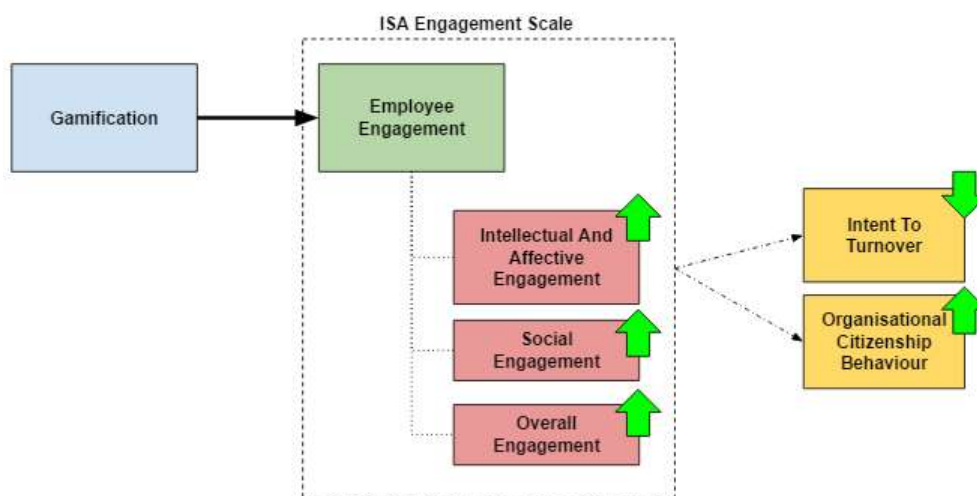 ISA Engagement Scale
Gamification
Employee
Engagement
Intellectual And
Affective
Engagement
Social
Engagement
Overall
Engagement
Intent To
Turnover
Organisational
Citizenship
Behaviour